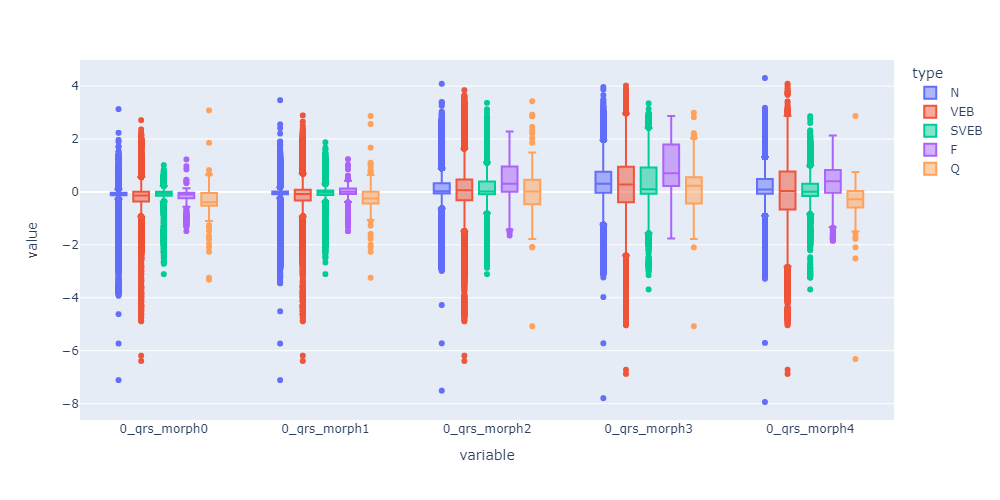 type
N
VEB
SVEB
F
Q
value
4
2
0
−2
−4
−6
−8
0_qrs_morph0 0_qrs_morph1 0_qrs_morph2 0_qrs_morph3 0_qrs_morph4
variable